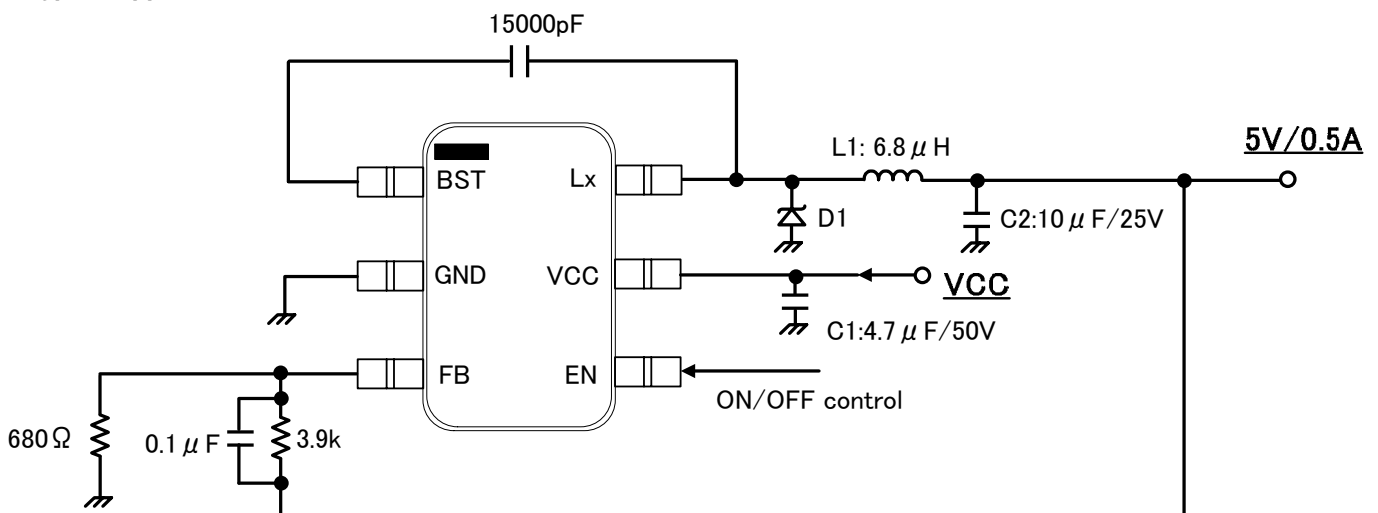 15000pF
L1: 6.8μH
5V/0.5A
BST
Lx
D1
C2:10μF/25V
GND
VCC
VCC
C1:4.7μF/50V
FB
EN
ON/OFF control
680Ω
0.1μF
3.9k